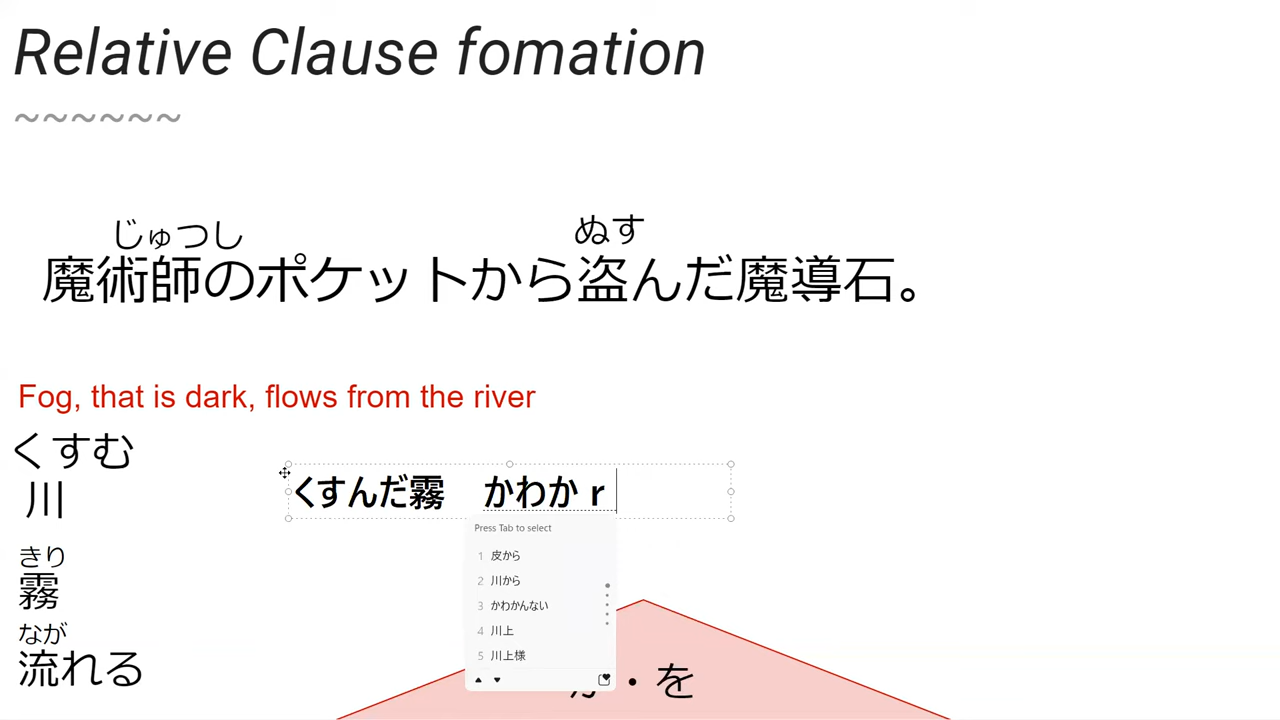 Relative Clause fomation
~~~~~~
じゅつし ぬす
魔術師のポケットから盗んだ魔導石。
Fog, that is dark, flows from the river
くすむ
川
くすんだ霧 かわかｒ
Press Tab to select
1 皮から
2 川から
3 かわかんない
4 川上
5 川上様
きり
霧
なが
流れる
・を